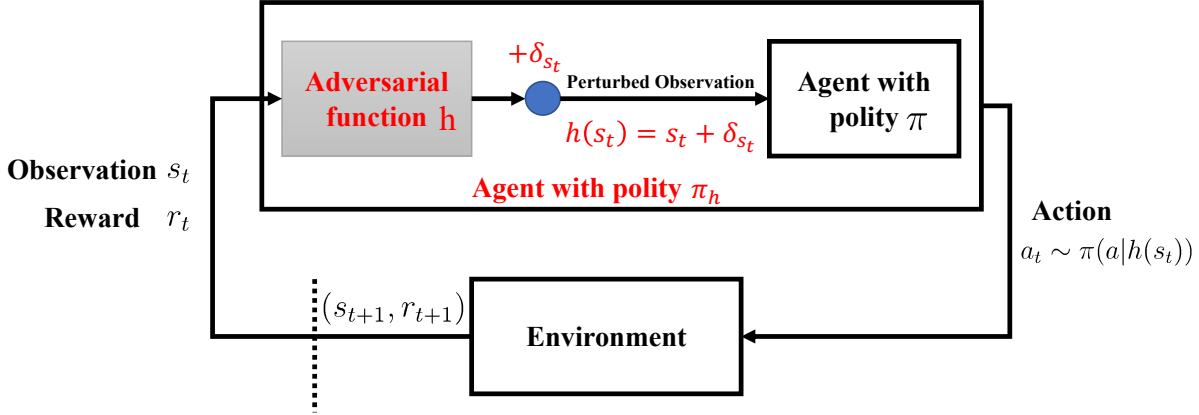 Adversarial
function h
+δ_{s_t}
Perturbed Observation
h(s_t) = s_t + δ_{s_t}
Agent with
polity π
Agent with polity π_h
Observation s_t
Reward r_t
Action
a_t ∼ π(a|h(s_t))
(s_{t+1}, r_{t+1})
Environment